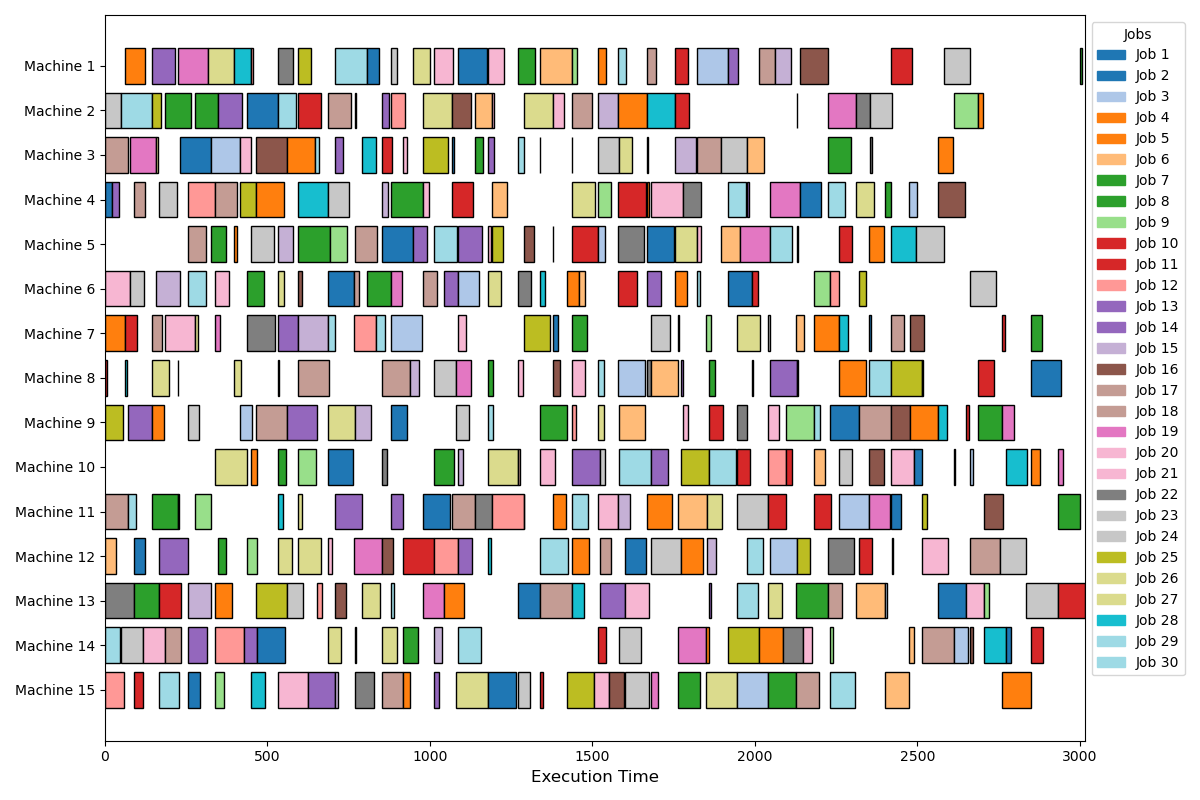 Machine 1
Machine 2
Machine 3
Machine 4
Machine 5
Machine 6
Machine 7
Machine 8
Machine 9
Machine 10
Machine 11
Machine 12
Machine 13
Machine 14
Machine 15
0 500 1000 1500 2000 2500 3000
Execution Time
Jobs
Job 1
Job 2
Job 3
Job 4
Job 5
Job 6
Job 7
Job 8
Job 9
Job 10
Job 11
Job 12
Job 13
Job 14
Job 15
Job 16
Job 17
Job 18
Job 19
Job 20
Job 21
Job 22
Job 23
Job 24
Job 25
Job 26
Job 27
Job 28
Job 29
Job 30